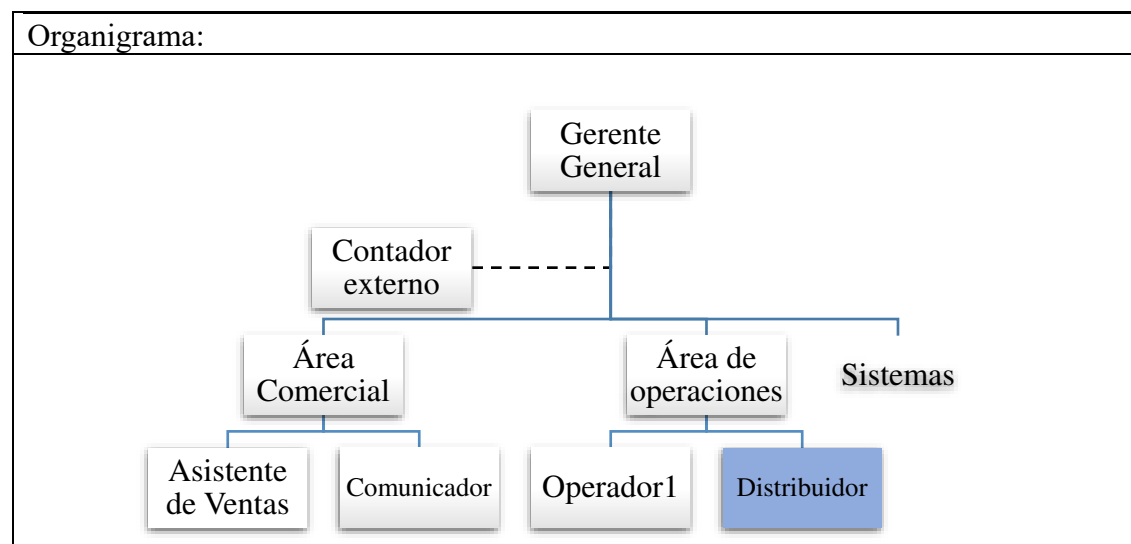 Organigrama:
Gerente
General
Contador
externo
Área
Comercial
Área de
operaciones
Sistemas
Asistente
de Ventas
Comunicador
Operador1
Distribuidor